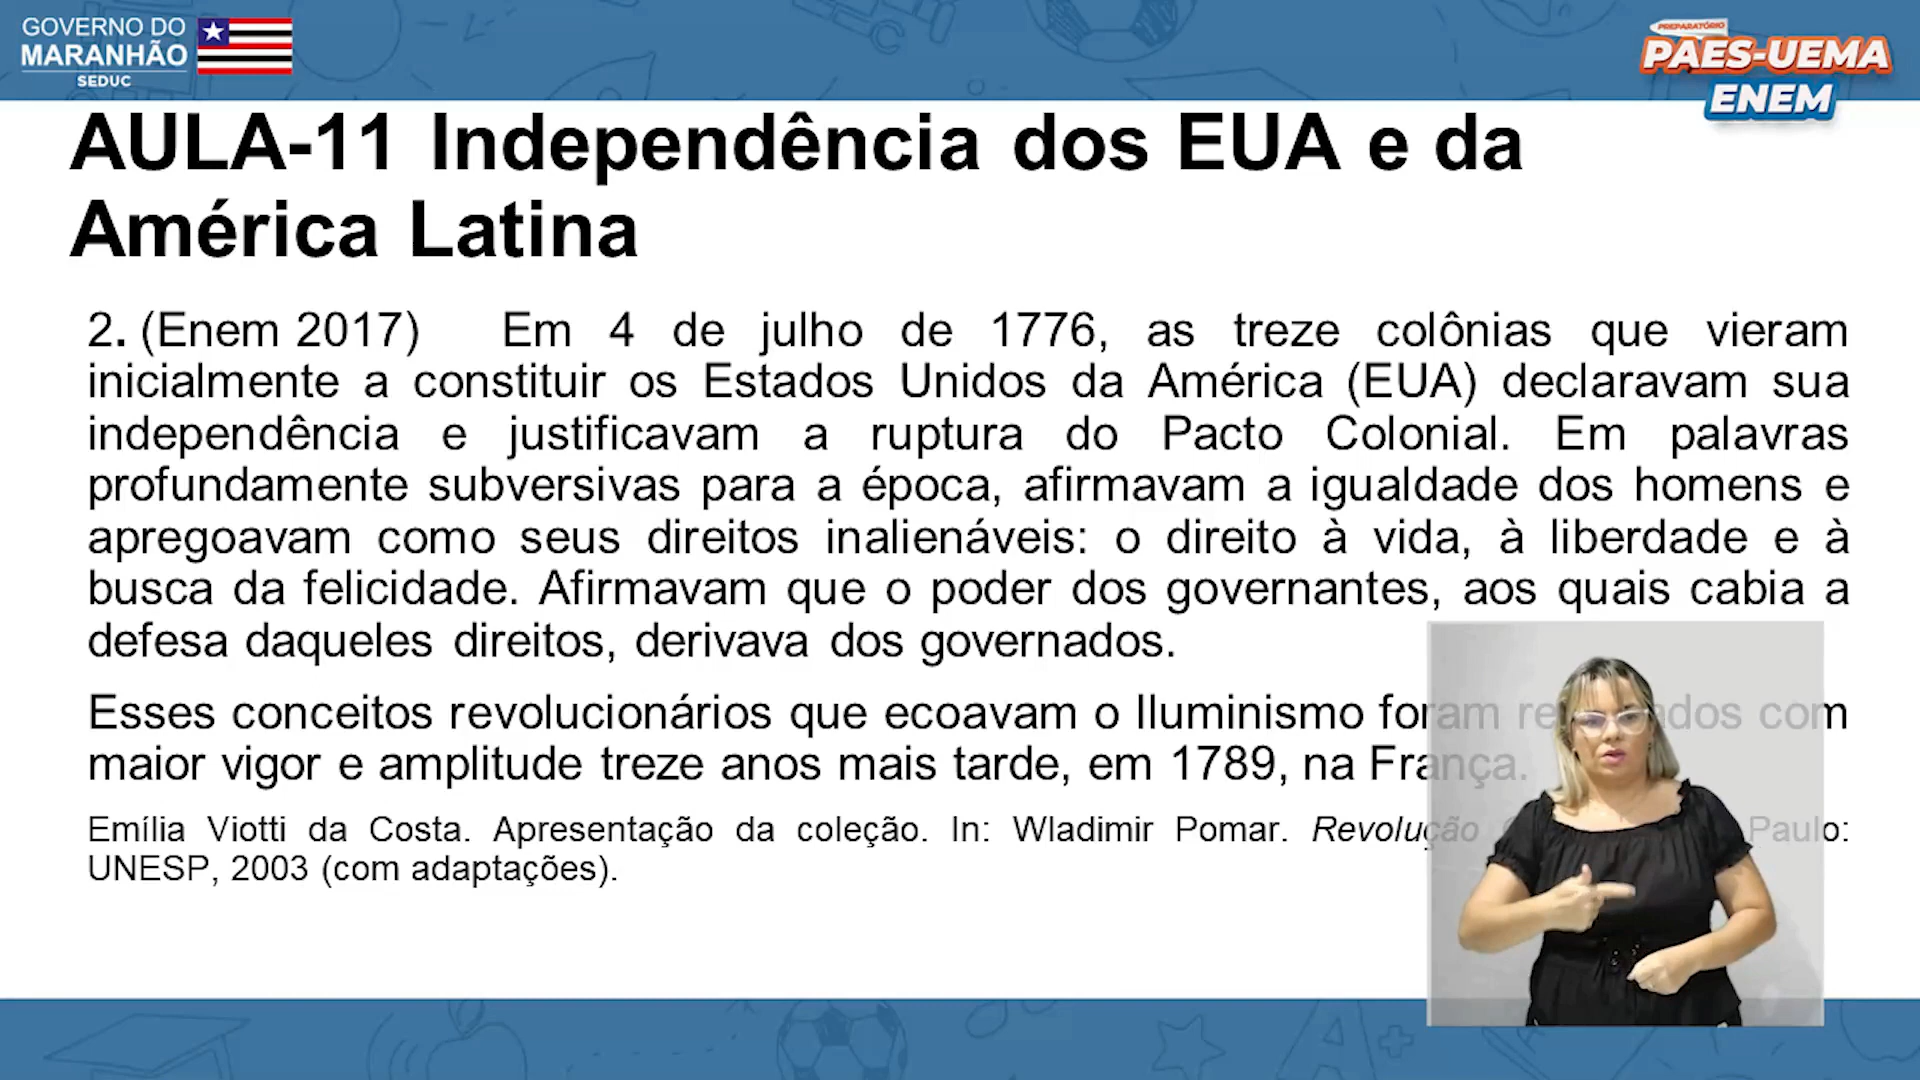 GOVERNO DO
MARANHÃO
SEDUC
PREPARATÓRIO
PAES-UEMA
ENEM
AULA-11 Independência dos EUA e da
América Latina
2. (Enem 2017) Em 4 de julho de 1776, as treze colônias que vieram
inicialmente a constituir os Estados Unidos da América (EUA) declaravam sua
independência e justificavam a ruptura do Pacto Colonial. Em palavras
profundamente subversivas para a época, afirmavam a igualdade dos homens e
apregoavam como seus direitos inalienáveis: o direito à vida, à liberdade e à
busca da felicidade. Afirmavam que o poder dos governantes, aos quais cabia a
defesa daqueles direitos, derivava dos governados.
Esses conceitos revolucionários que ecoavam o Iluminismo foram com
maior vigor e amplitude treze anos mais tarde, em 1789, na França.
Emília Viotti da Costa. Apresentação da coleção. In: Wladimir Pomar. Revolução Paulo:
UNESP, 2003 (com adaptações).